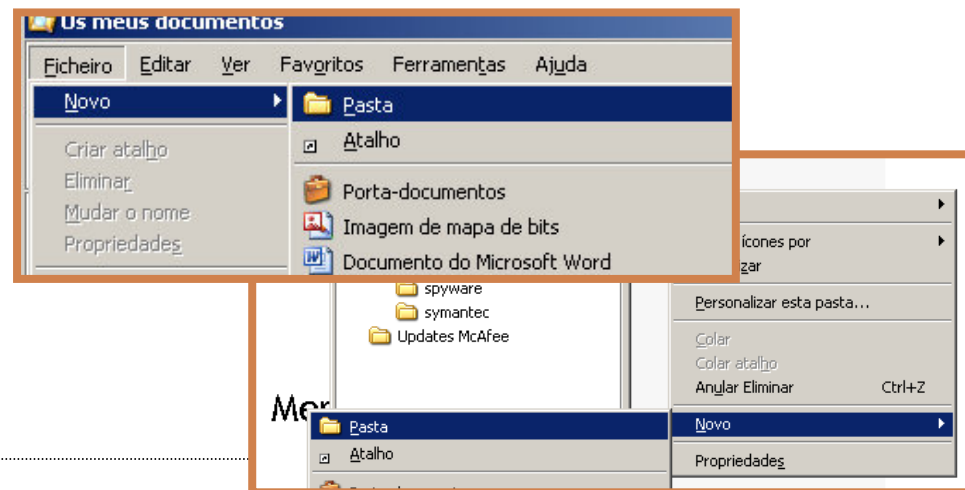 Os meus documentos
Ficheiro Editar Ver Favoritos Ferramentas Ajuda
Novo
Pasta
Atalho
Criar atalho
Eliminar
Mudar o nome
Propriedades
Porta-documentos
Imagem de mapa de bits
Documento do Microsoft Word
ícones por
spyware
symantec
Updates McAfee
Personalizar esta pasta...
Colar
Colar atalho
Anular Eliminar Ctrl+Z
Novo
Propriedades
Pasta
Atalho